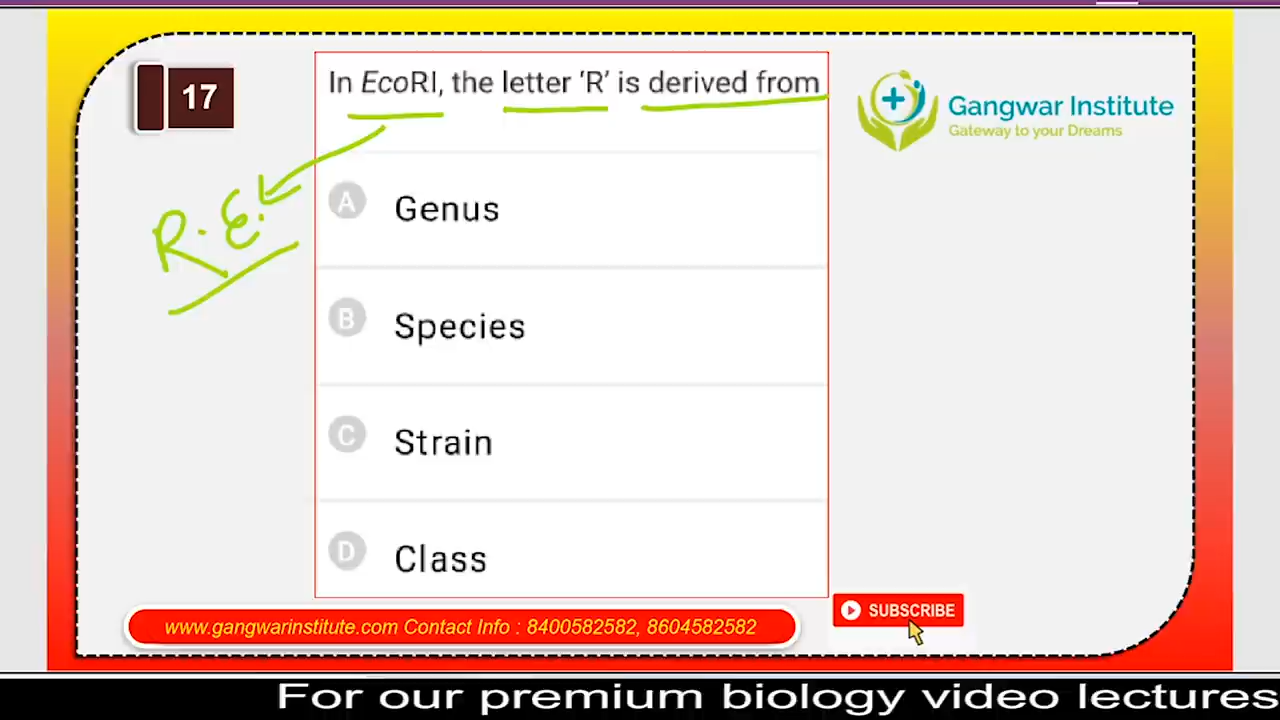 17
In EcoRI, the letter ‘R’ is derived from
Gangwar Institute
Gateway to your Dreams
R.E.
A Genus
B Species
C Strain
D Class
SUBSCRIBE
www.gangwarinstitute.com Contact Info : 8400582582, 8604582582
For our premium biology video lectures